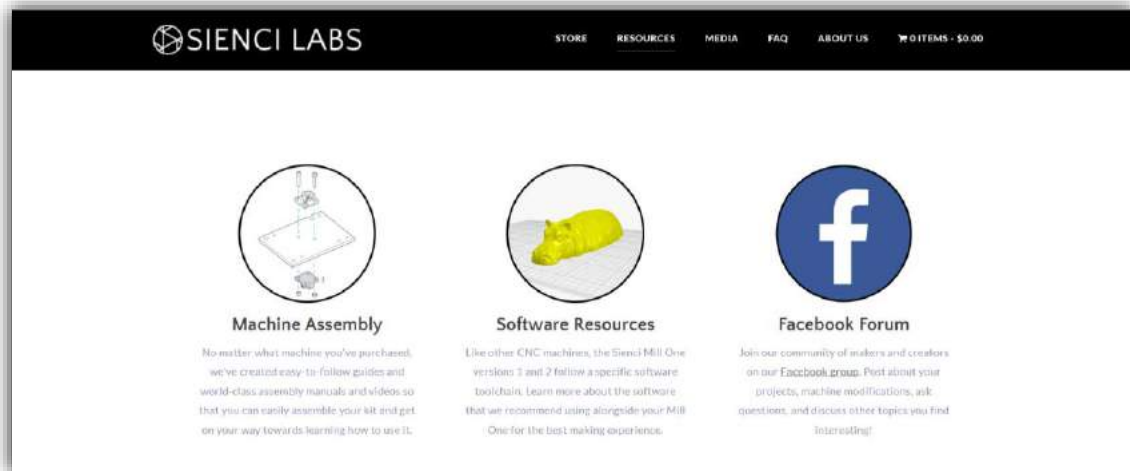 SIENCI LABS
STORE RESOURCES MEDIA FAQ ABOUT US 0 ITEMS - $0.00
Machine Assembly
No matter what machine you've purchased,
we've created easy-to-follow guides and
world-class assembly manuals and videos so
that you can easily assemble your kit and get
on your way towards learning how to use it.
Software Resources
Like other CNC machines, the Sienci Mill One
versions 1 and 2 follow a specific software
toolchain. Learn more about the software
that we recommend using alongside your Mill
One for the best making experience.
Facebook Forum
Join our community of makers and creators
on our Facebook group. Post about your
projects, machine modifications, ask
questions, and discuss other topics you find
interesting!